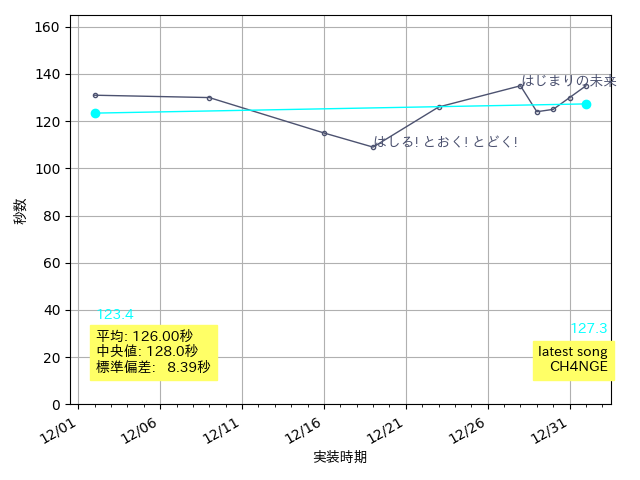 160
140
120
100
80
60
40
20
0
秒数
はじまりの未来
はしる! とおく! とどく!
123.4
平均: 126.00秒
中央値: 128.0秒
標準偏差:  8.39秒
127.3
latest song
CH4NGE
12/01
12/06
12/11
12/16
12/21
12/26
12/31
実装時期